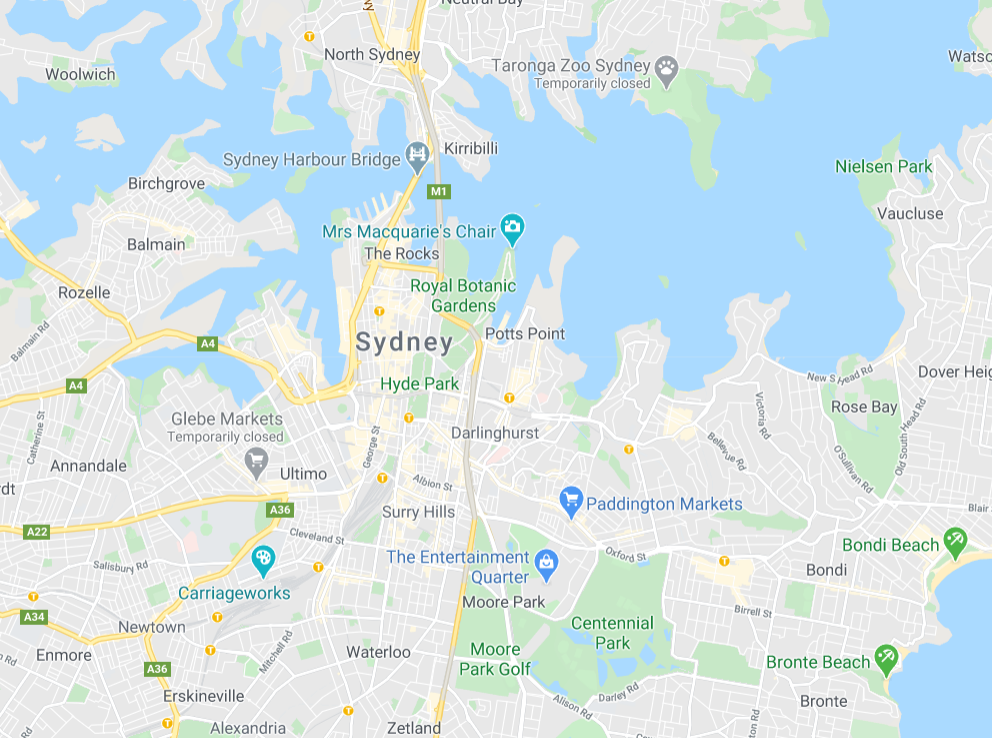 Neutral Bay
North Sydney
Woolwich
Taronga Zoo Sydney
Temporarily closed
Kirribilli
Sydney Harbour Bridge
Nielsen Park
Birchgrove
M1
Vaucluse
Mrs Macquarie's Chair
Balmain
The Rocks
Rozelle
Royal Botanic
Gardens
Balmain Rd
Potts Point
A4
Sydney
New S
Head Rd
Dover Heig
A4
Hyde Park
Rose Bay
Old South Head Rd
Victoria Rd
Glebe Markets
Temporarily closed
Catherine St
George St
Darlinghurst
Bellevue Rd
O'Sullivan Rd
Annandale
Ultimo
Albion St
rdt
A36
Surry Hills
Paddington Markets
Blair
A22
Cleveland St
Bondi Beach
Oxford St
The Entertainment
Quarter
Salisbury Rd
Bondi
Carriageworks
Moore Park
Birrell St
A34
Newtown
Centennial
Park
Mitchell Rd
Enmore
Waterloo
Moore
Park Golf
Bronte Beach
A36
Erskineville
Darley Rd
Alison Rd
Bronte
Alexandria
Zetland